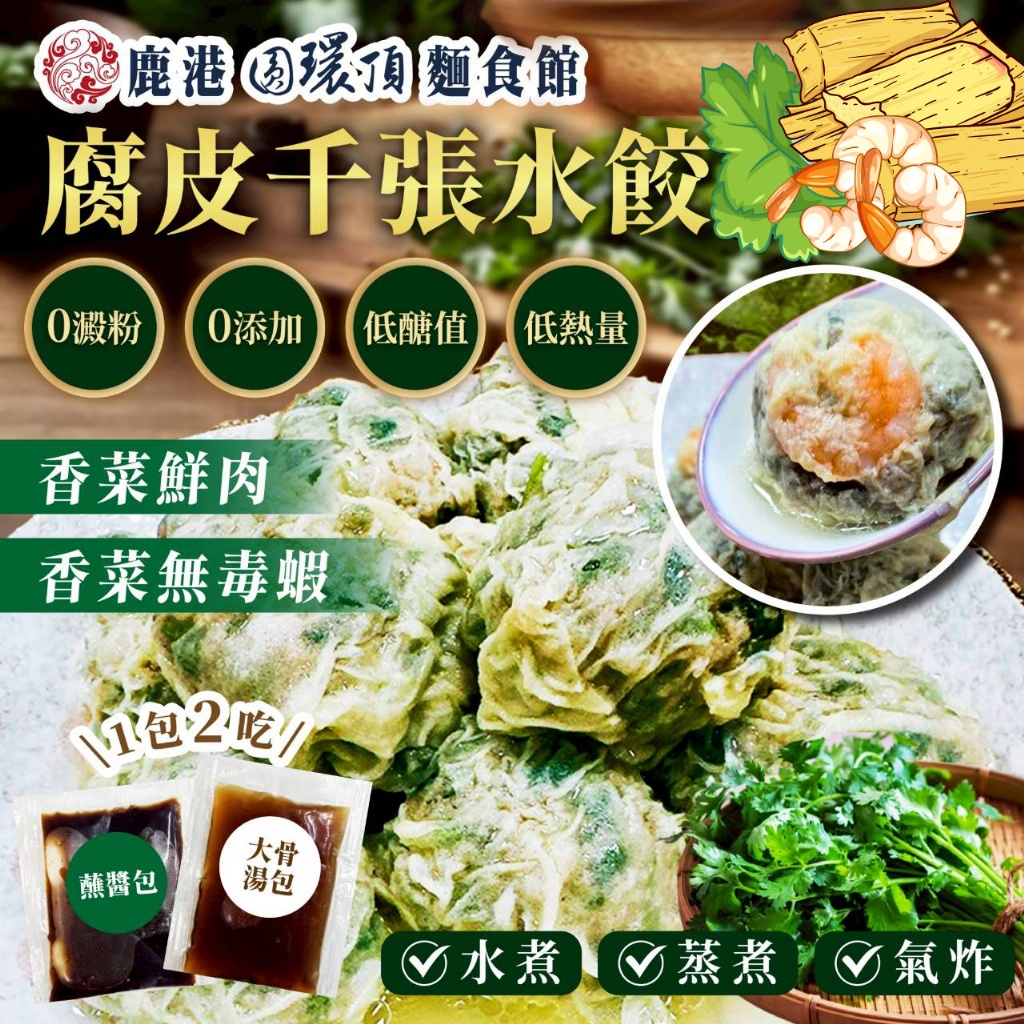 鹿港 圓環頂 麵食館
腐皮千張水餃
0澱粉 0添加 低醣值 低熱量
香菜鮮肉
香菜無毒蝦
\1包2吃/
蘸醬包
大骨
湯包
水煮 蒸煮 氣炸